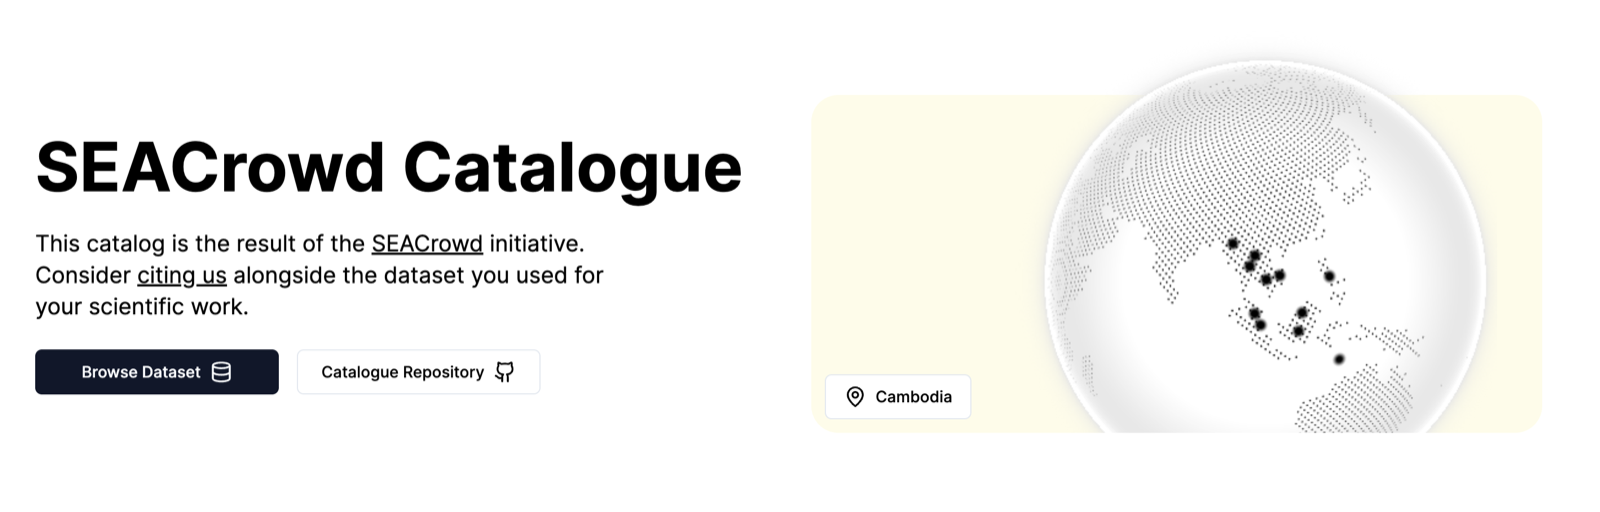 SEACrowd Catalogue
This catalog is the result of the SEACrowd initiative.
Consider citing us alongside the dataset you used for
your scientific work.
Browse Dataset
Catalogue Repository
Cambodia